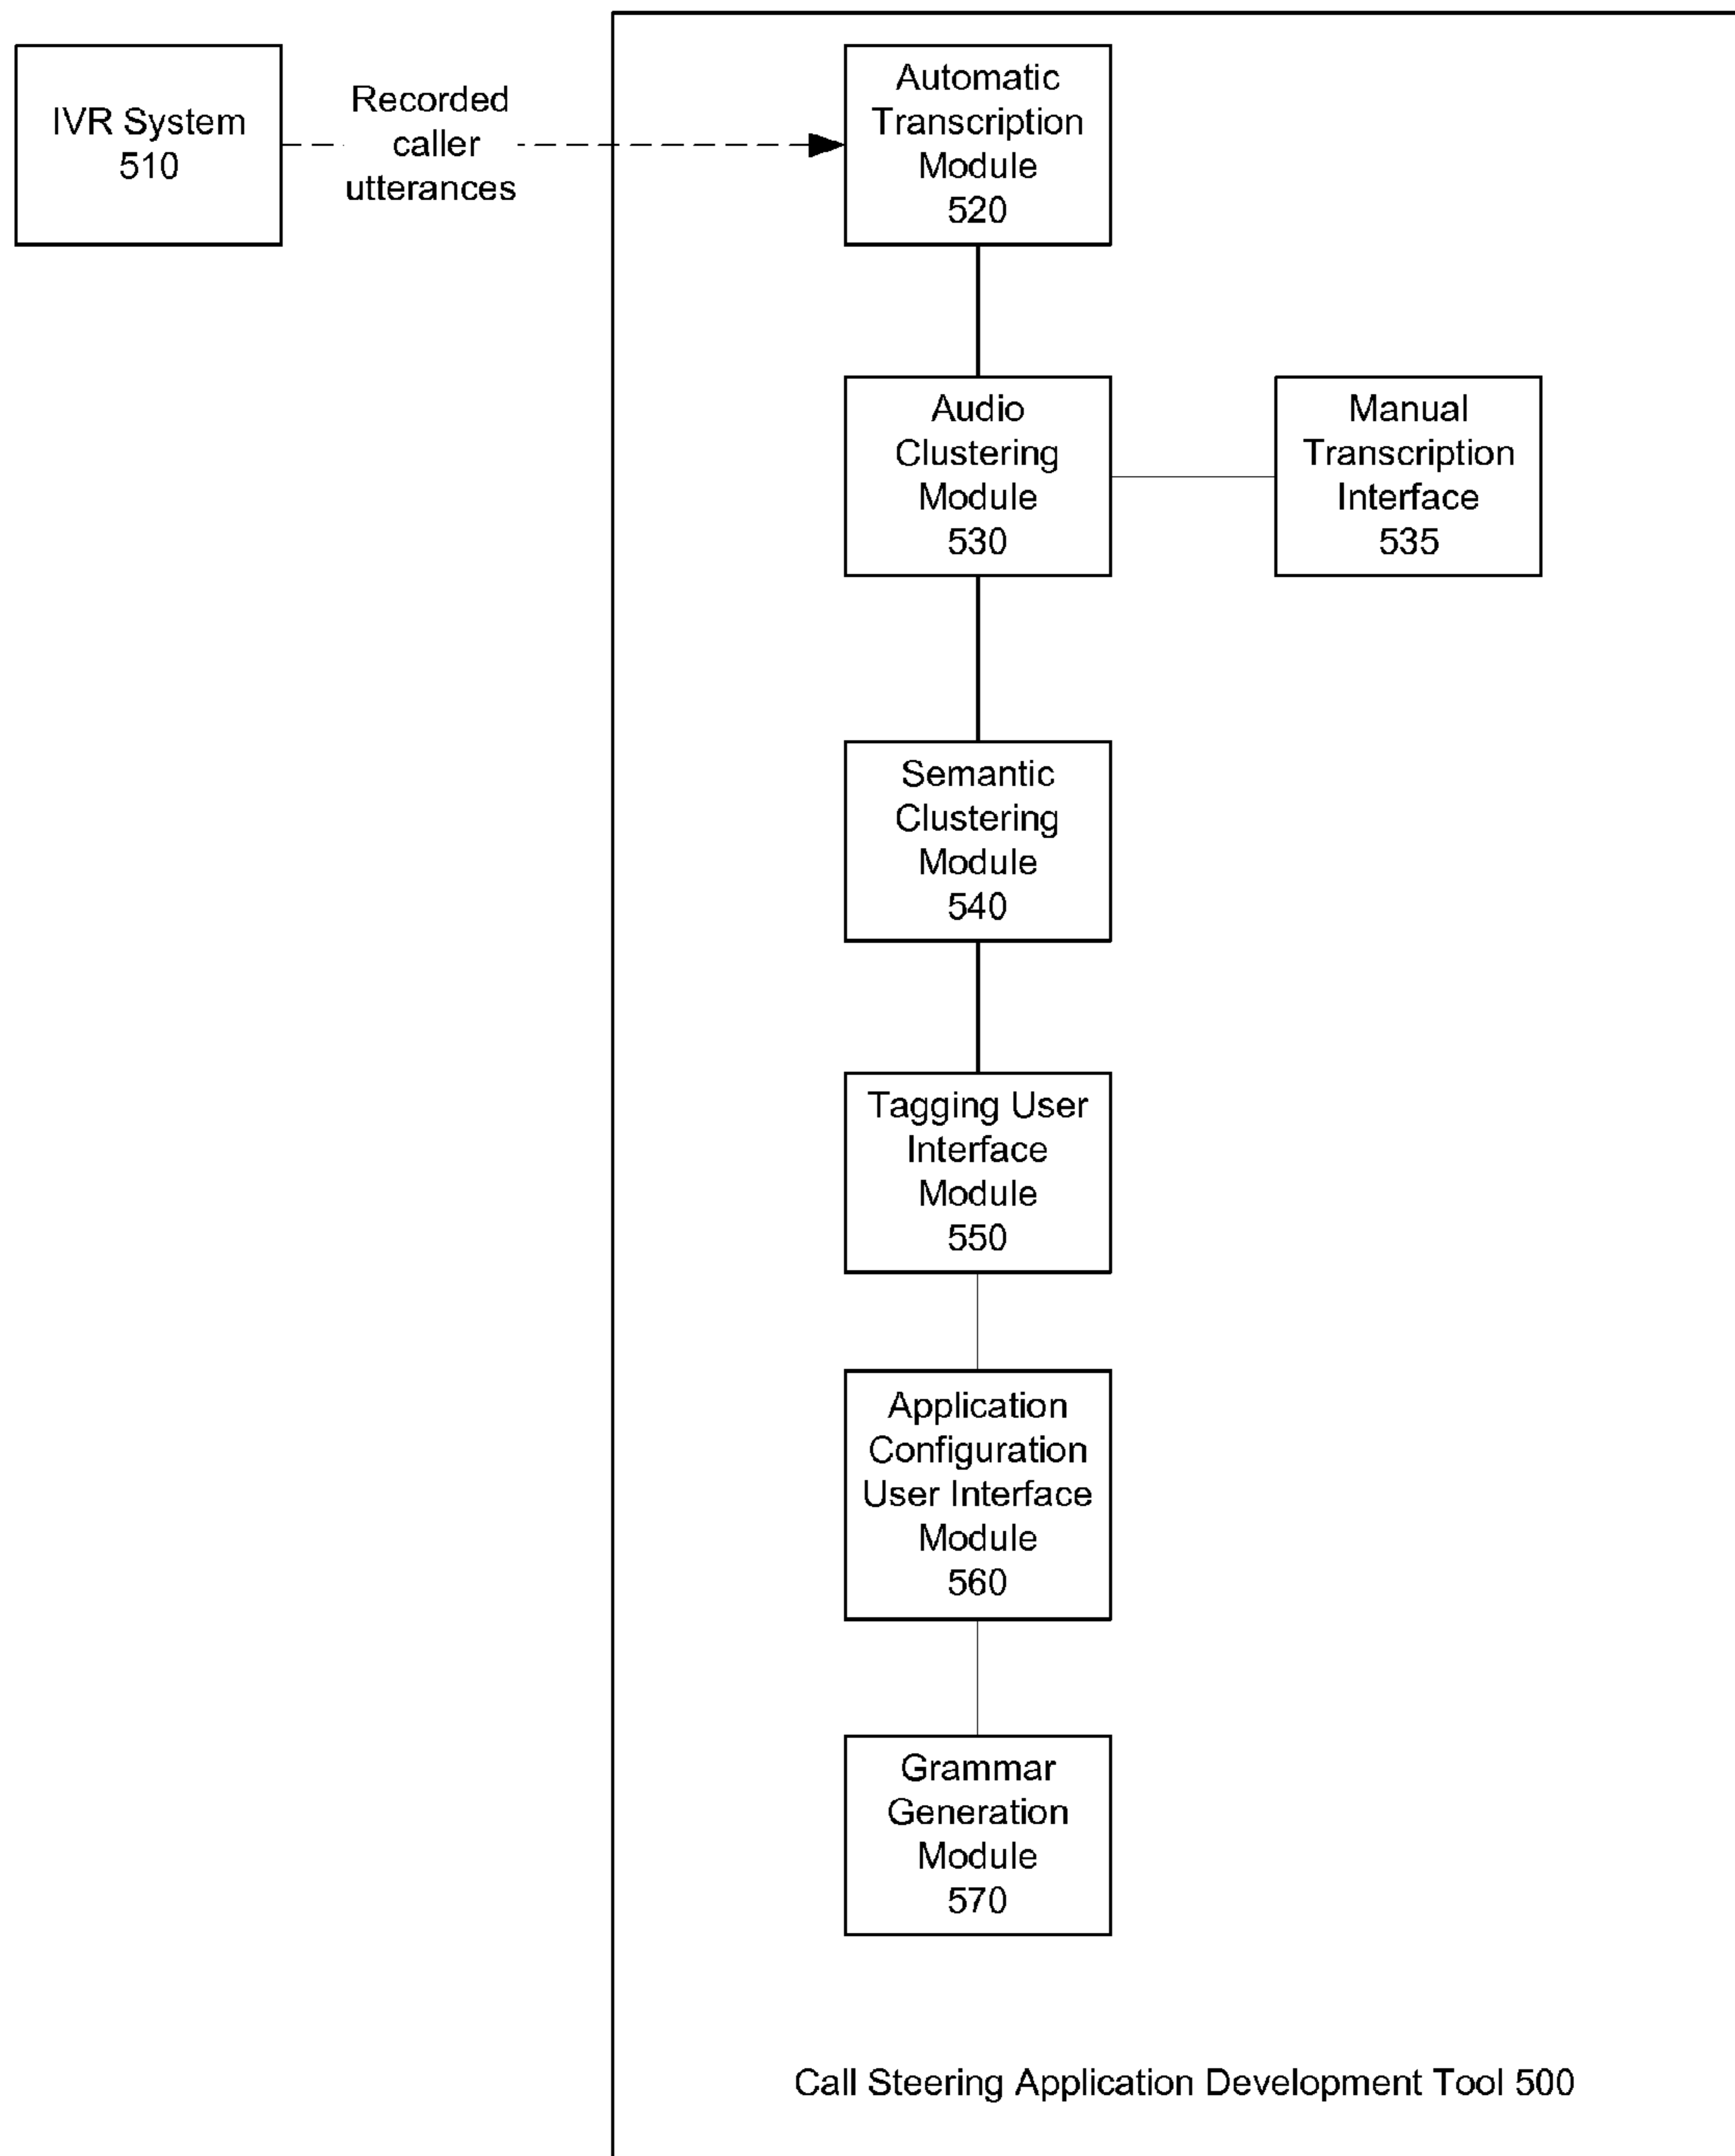 IVR System
510
Recorded
caller
utterances
Automatic
Transcription
Module
520
Audio
Clustering
Module
530
Manual
Transcription
Interface
535
Semantic
Clustering
Module
540
Tagging User
Interface
Module
550
Application
Configuration
User Interface
Module
560
Grammar
Generation
Module
570
Call Steering Application Development Tool 500